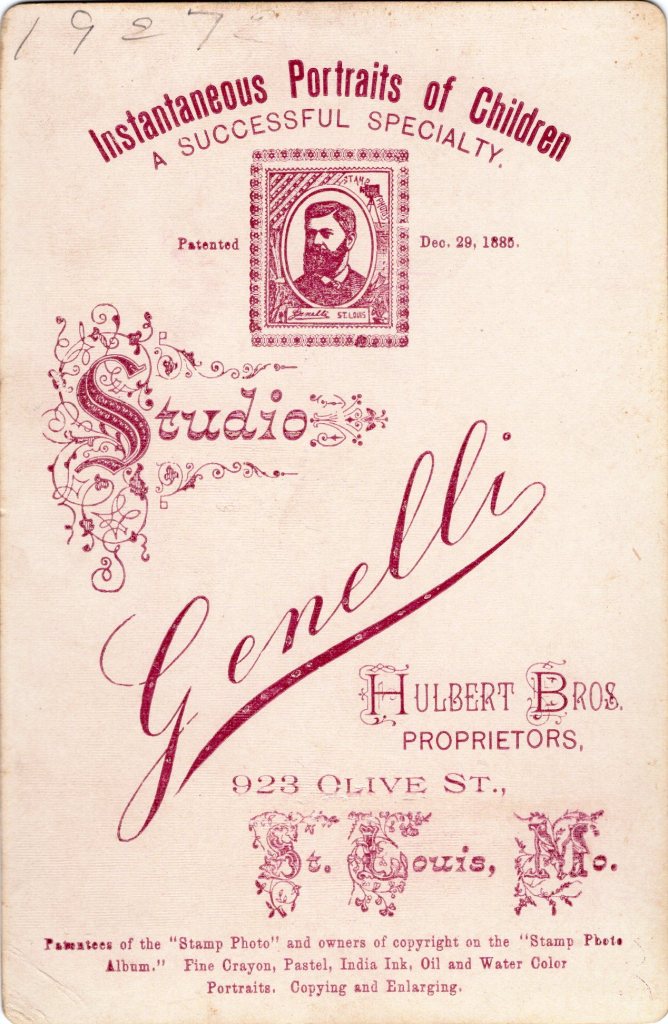 1927
Instantaneous Portraits of Children
A SUCCESSFUL SPECIALTY.
STAMP PHOTO
Patented Dec. 29, 1885.
Genelli ST. LOUIS
Studio
Genelli
HULBERT BROS.
PROPRIETORS,
923 OLIVE ST.,
St. Louis, Mo.
Patentees of the "Stamp Photo" and owners of copyright on the "Stamp Photo
Album." Fine Crayon, Pastel, India Ink, Oil and Water Color
Portraits. Copying and Enlarging.